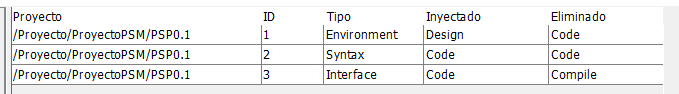 Proyecto ID Tipo Inyectado Eliminado
/Proyecto/ProyectoPSM/PSP0.1 1 Environment Design Code
/Proyecto/ProyectoPSM/PSP0.1 2 Syntax Code Code
/Proyecto/ProyectoPSM/PSP0.1 3 Interface Code Compile